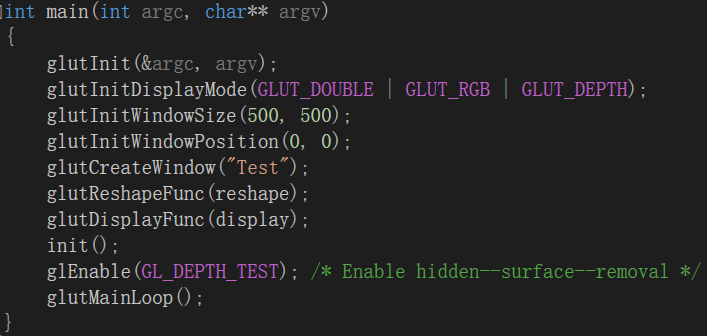 int main(int argc, char** argv)
{
glutInit(&argc, argv);
glutInitDisplayMode(GLUT_DOUBLE | GLUT_RGB | GLUT_DEPTH);
glutInitWindowSize(500, 500);
glutInitWindowPosition(0, 0);
glutCreateWindow("Test");
glutReshapeFunc(reshape);
glutDisplayFunc(display);
init();
glEnable(GL_DEPTH_TEST); /* Enable hidden--surface--removal */
glutMainLoop();
}